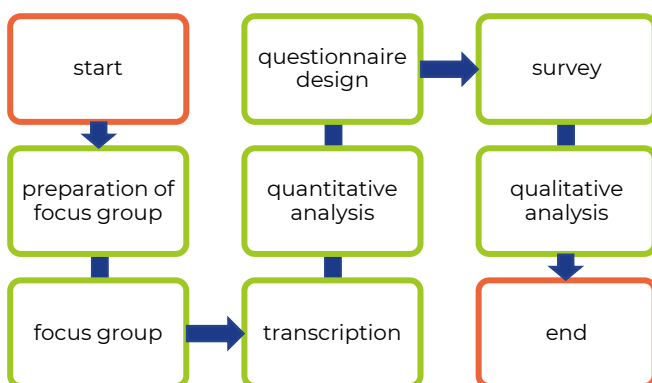 start
preparation of
focus group
focus group
transcription
quantitative
analysis
questionnaire
design
survey
qualitative
analysis
end